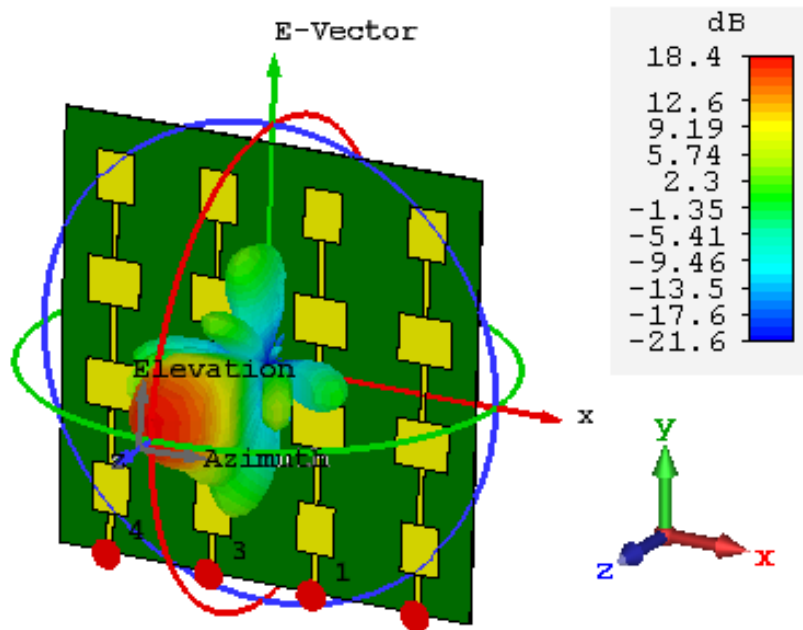 E-Vector
dB
18.4
12.6
9.19
5.74
2.3
-1.35
-5.41
-9.46
-13.5
-17.6
-21.6
Elevation
z Azimuth
x
4
3
1
y
z
x